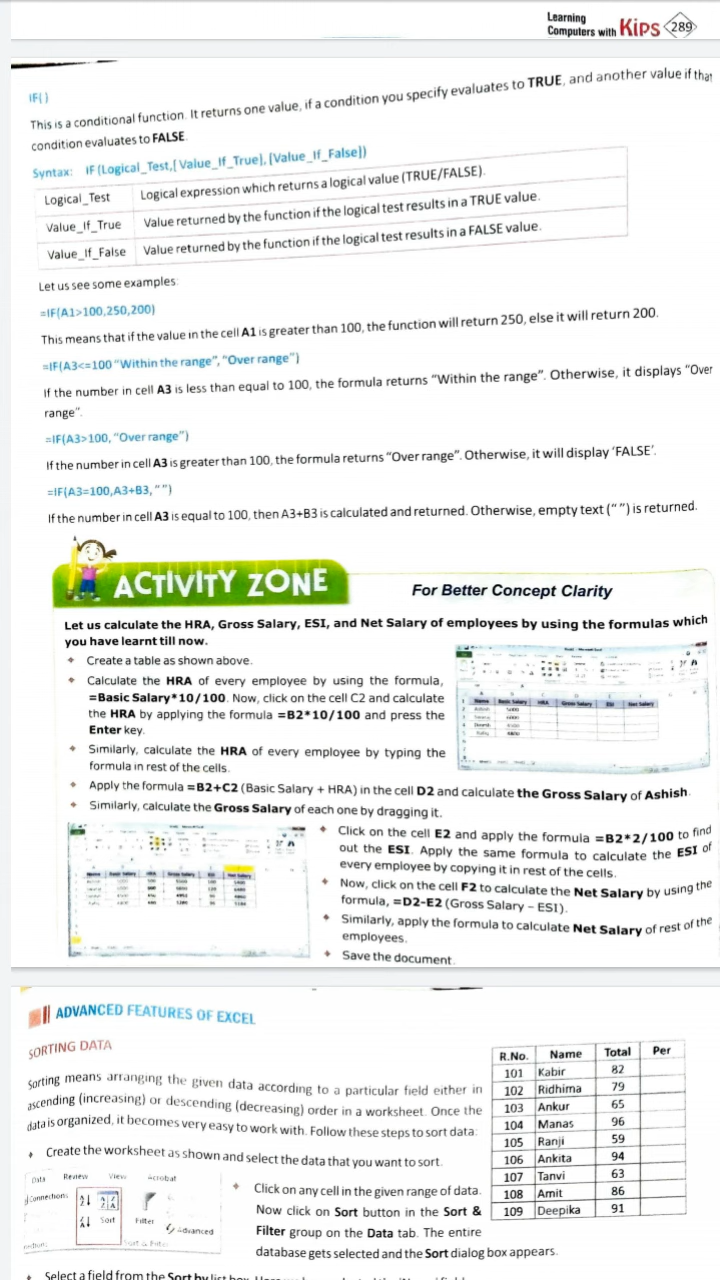 Learning
Computers with Kips 289
IF()
This is a conditional function. It returns one value, if a condition you specify evaluates to TRUE, and another value if that
condition evaluates to FALSE.
Syntax: IF (Logical_Test,[ Value_If_True], [Value_If_False])
Logical_Test Logical expression which returns a logical value (TRUE/FALSE).
Value_If_True Value returned by the function if the logical test results in a TRUE value.
Value_If_False Value returned by the function if the logical test results in a FALSE value.
Let us see some examples:
=IF(A1>100,250,200)
This means that if the value in the cell A1 is greater than 100, the function will return 250, else it will return 200.
=IF(A3<=100 "Within the range", "Over range")
If the number in cell A3 is less than equal to 100, the formula returns "Within the range". Otherwise, it displays "Over
range".
=IF(A3>100, "Over range")
If the number in cell A3 is greater than 100, the formula returns "Over range". Otherwise, it will display 'FALSE'.
=IF(A3=100,A3+B3, " ")
If the number in cell A3 is equal to 100, then A3+B3 is calculated and returned. Otherwise, empty text (" ") is returned.
ACTIVITY ZONE
For Better Concept Clarity
Let us calculate the HRA, Gross Salary, ESI, and Net Salary of employees by using the formulas which
you have learnt till now.
Create a table as shown above.
Calculate the HRA of every employee by using the formula,
=Basic Salary*10/100. Now, click on the cell C2 and calculate
the HRA by applying the formula =B2*10/100 and press the
Enter key.
Name Basic Salary HRA Gross Salary ESI Net Salary
Similarly, calculate the HRA of every employee by typing the
formula in rest of the cells.
Apply the formula =B2+C2 (Basic Salary + HRA) in the cell D2 and calculate the Gross Salary of Ashish.
Similarly, calculate the Gross Salary of each one by dragging it.
Click on the cell E2 and apply the formula =B2*2/100 to find
out the ESI. Apply the same formula to calculate the ESI of
every employee by copying it in rest of the cells.
Now, click on the cell F2 to calculate the Net Salary by using the
formula, =D2-E2 (Gross Salary – ESI).
Similarly, apply the formula to calculate Net Salary of rest of the
employees.
Save the document.
ADVANCED FEATURES OF EXCEL
SORTING DATA
Sorting means arranging the given data according to a particular field either in
ascending (increasing) or descending (decreasing) order in a worksheet. Once the
data is organized, it becomes very easy to work with. Follow these steps to sort data:
Create the worksheet as shown and select the data that you want to sort.
R.No. Name Total Per
101 Kabir 82
102 Ridhima 79
103 Ankur 65
104 Manas 96
105 Ranji 59
106 Ankita 94
107 Tanvi 63
108 Amit 86
109 Deepika 91
Data Review View Acrobat
Connections Sort Filter Advanced
Sort & Filter
Click on any cell in the given range of data.
Now click on Sort button in the Sort &
Filter group on the Data tab. The entire
database gets selected and the Sort dialog box appears.
Select a field from the Sort by list box.